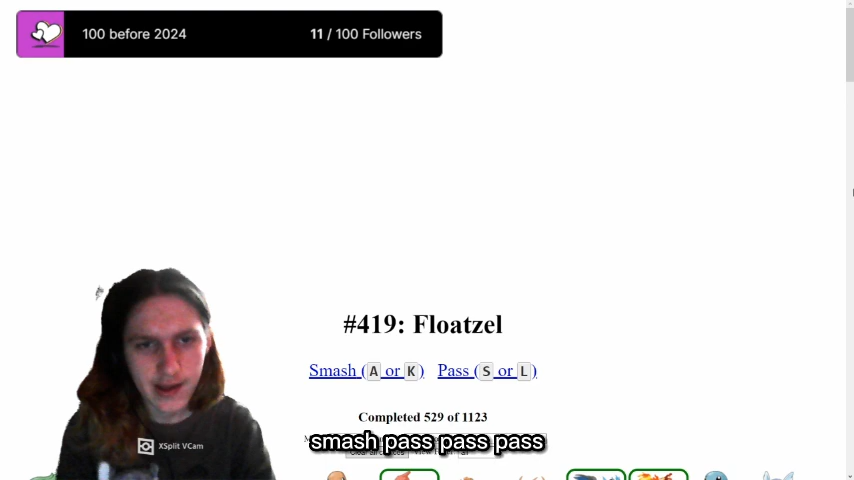 100 before 2024 11 / 100 Followers
#419: Floatzel
Smash (A or K) Pass (S or L)
Completed 529 of 1123
smash pass pass pass
XSplit VCam